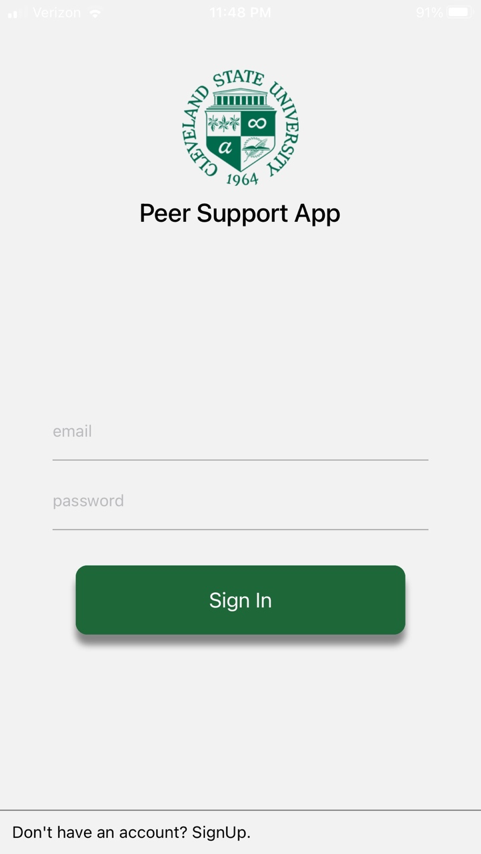 Verizon 11:48 PM 91%
CLEVELAND STATE UNIVERSITY
∞
a
1964
Peer Support App
email
password
Sign In
Don't have an account? SignUp.